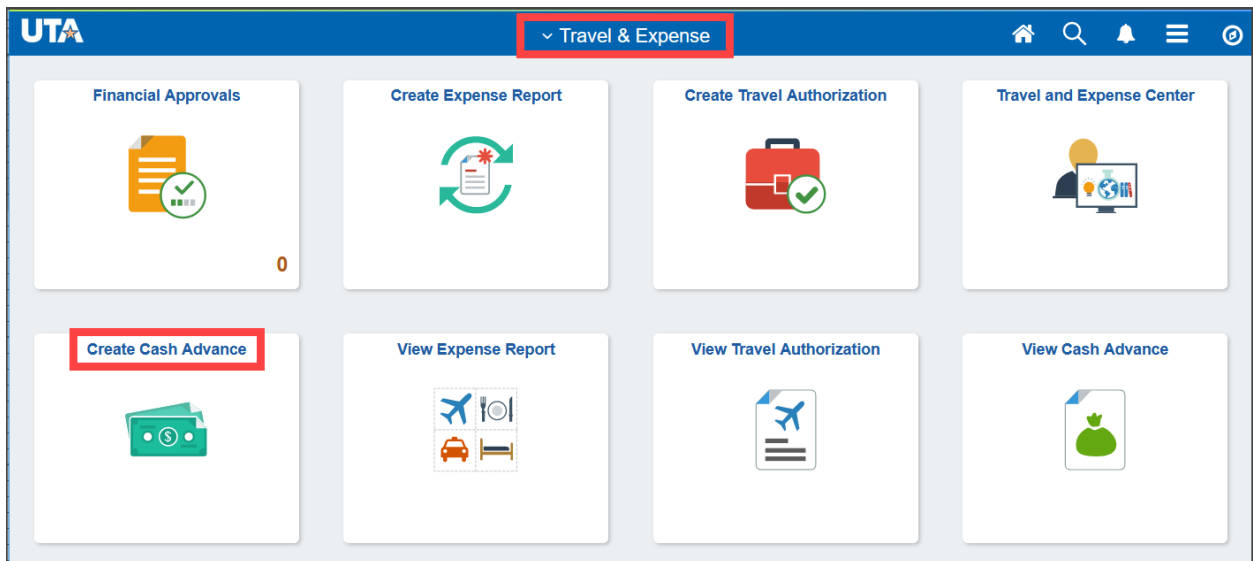 UTA
Travel & Expense
Financial Approvals
Create Expense Report
Create Travel Authorization
Travel and Expense Center
0
Create Cash Advance
View Expense Report
View Travel Authorization
View Cash Advance
$